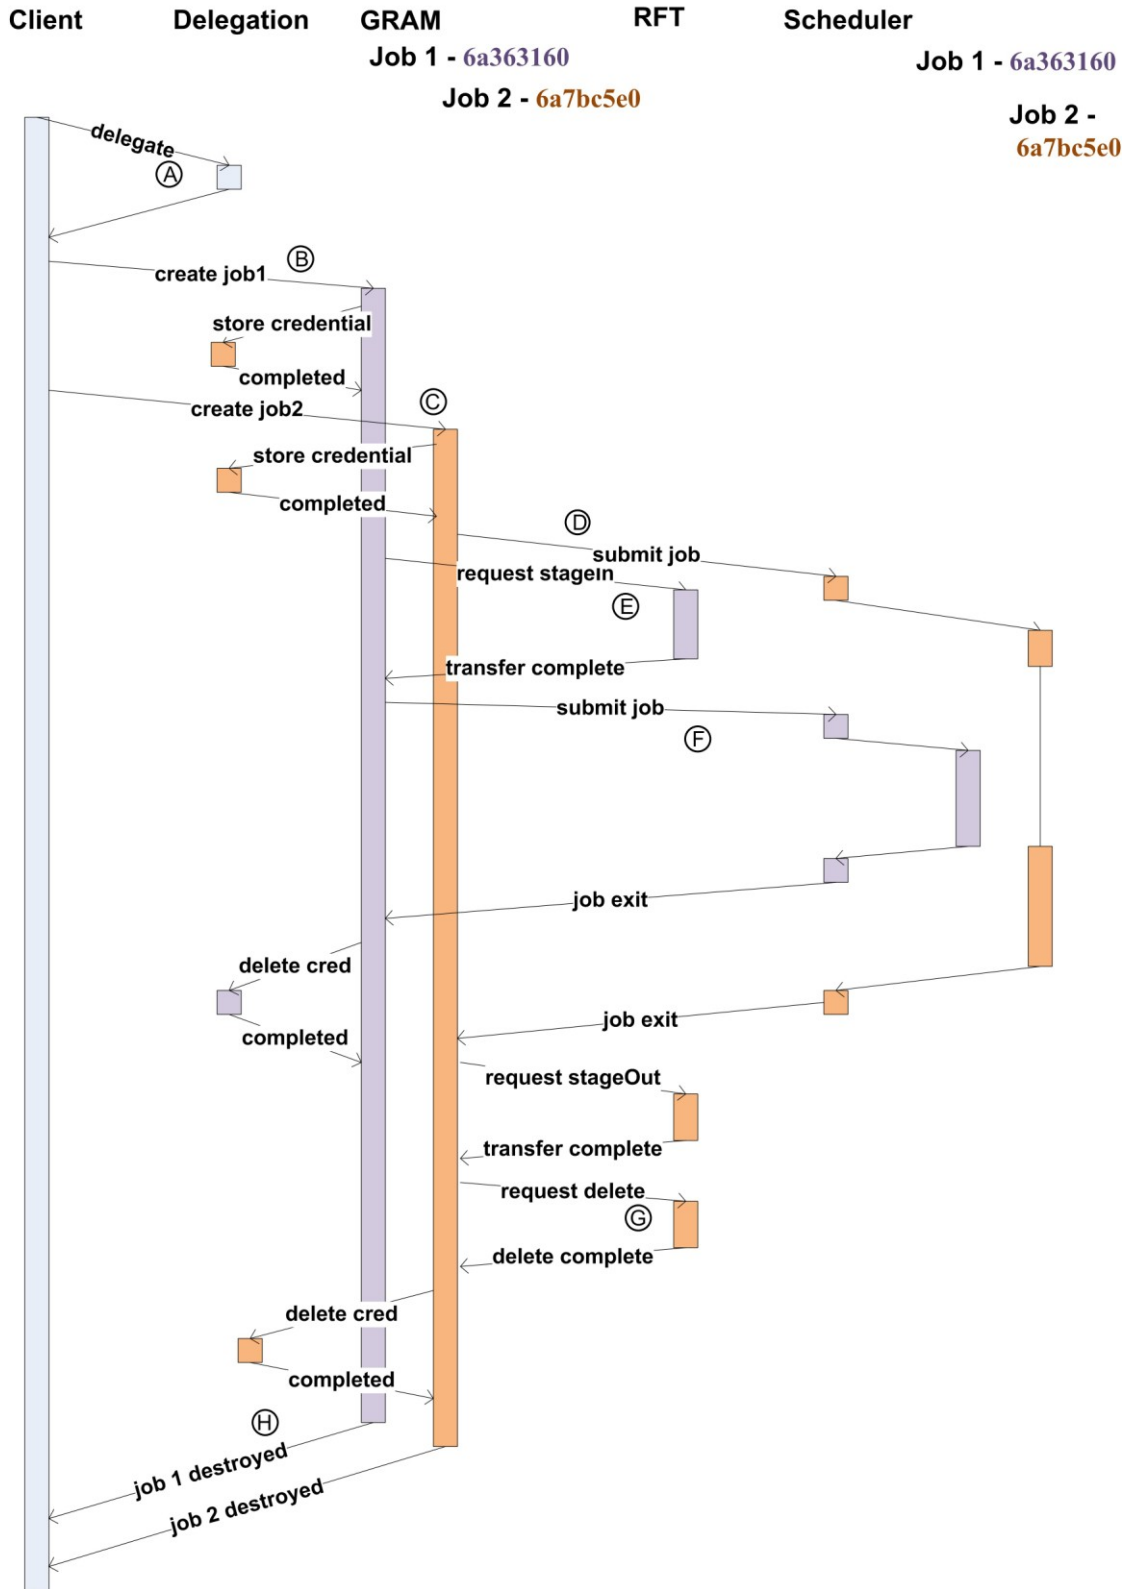 Client Delegation GRAM RFT Scheduler
Job 1 - 6a363160
Job 1 - 6a363160
Job 2 - 6a7bc5e0
Job 2 -
6a7bc5e0
delegate
A
B
create job1
store credential
completed
C
create job2
store credential
completed
D
submit job
request stageIn
E
transfer complete
submit job
F
job exit
delete cred
completed
job exit
request stageOut
transfer complete
request delete
G
delete complete
delete cred
completed
H
job 1 destroyed
job 2 destroyed